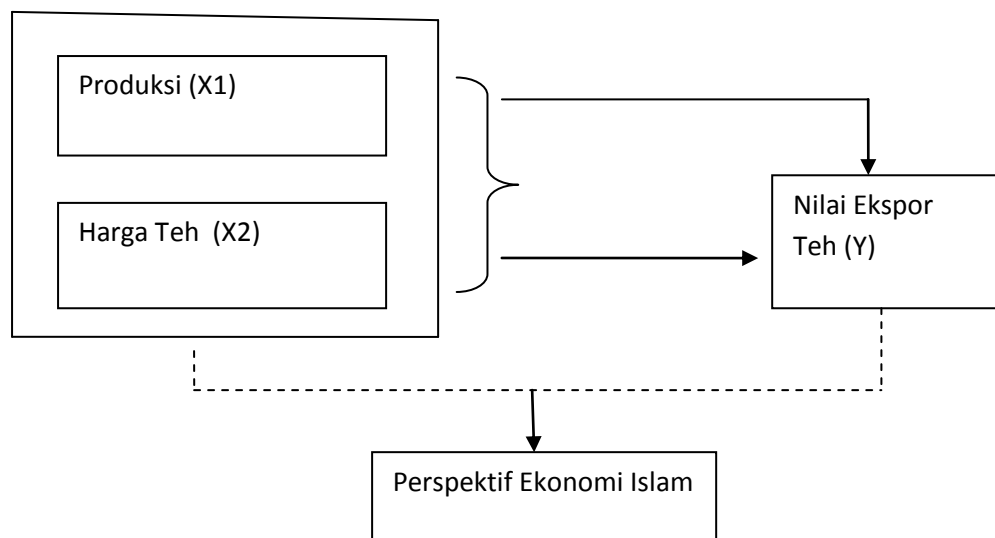 Produksi (X1)
Harga Teh  (X2)
Nilai Ekspor
Teh (Y)
Perspektif Ekonomi Islam